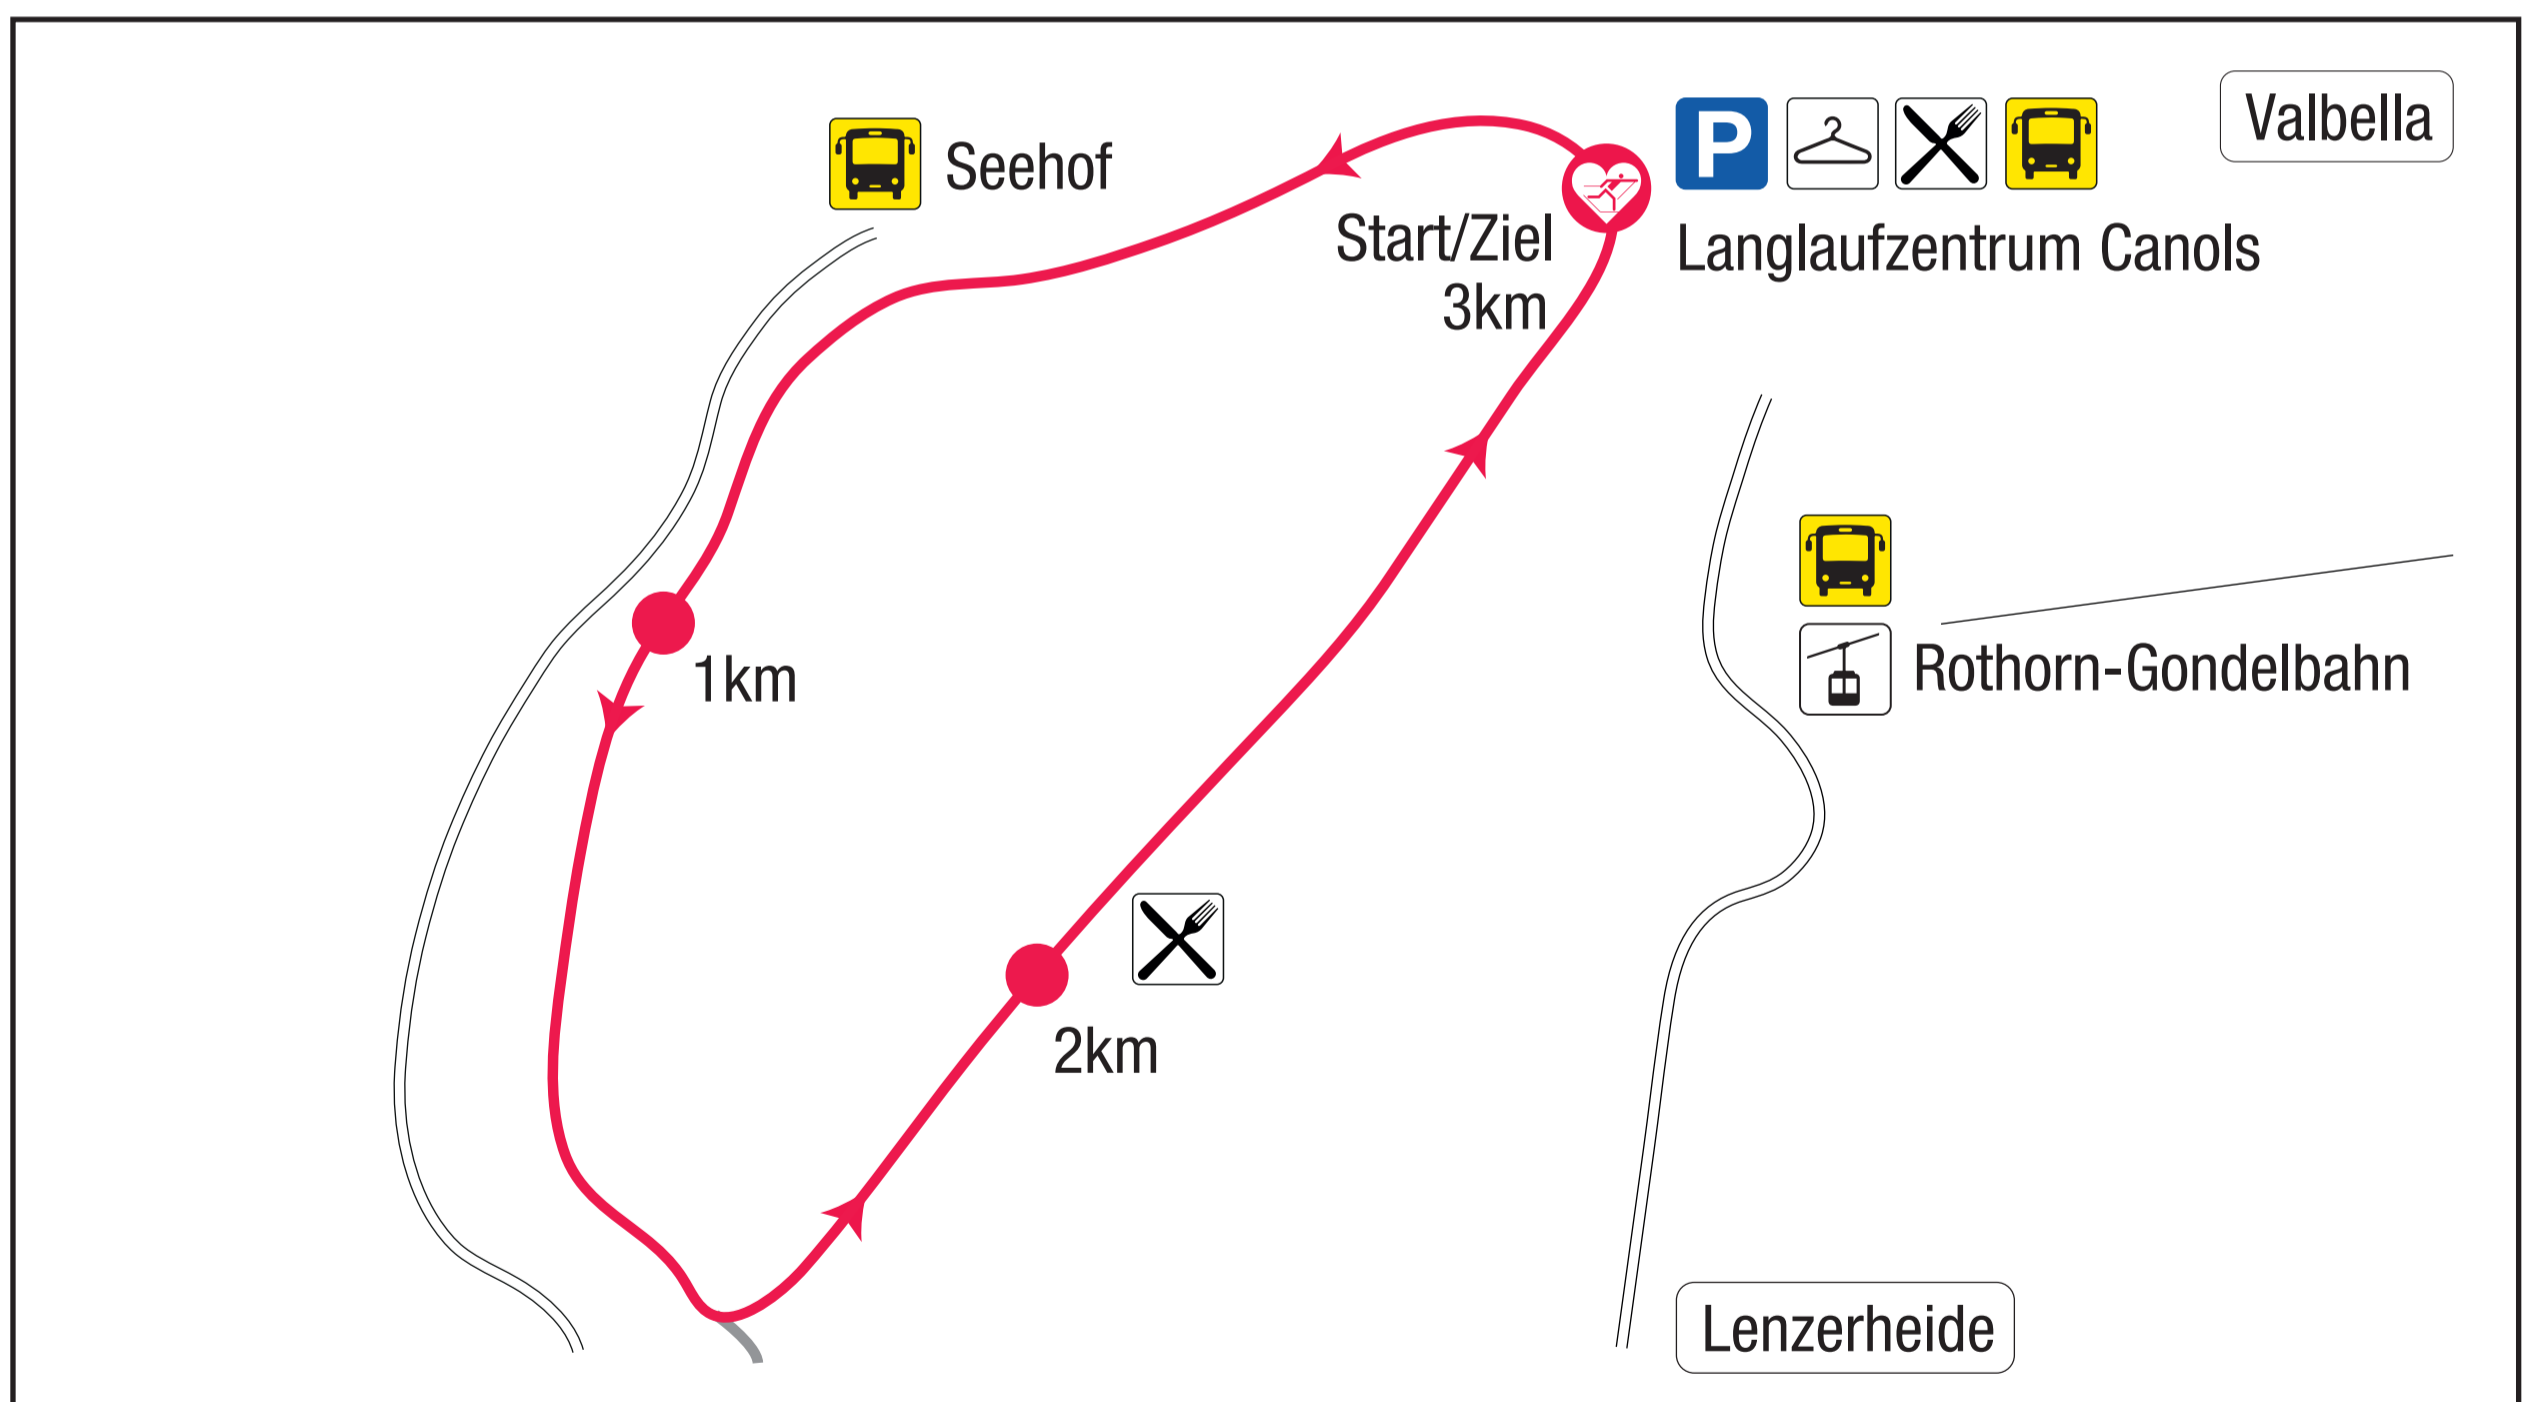 Valbella
P
Seehof
Start/Ziel
3km
Langlaufzentrum Canols
Rothorn-Gondelbahn
1km
2km
Lenzerheide